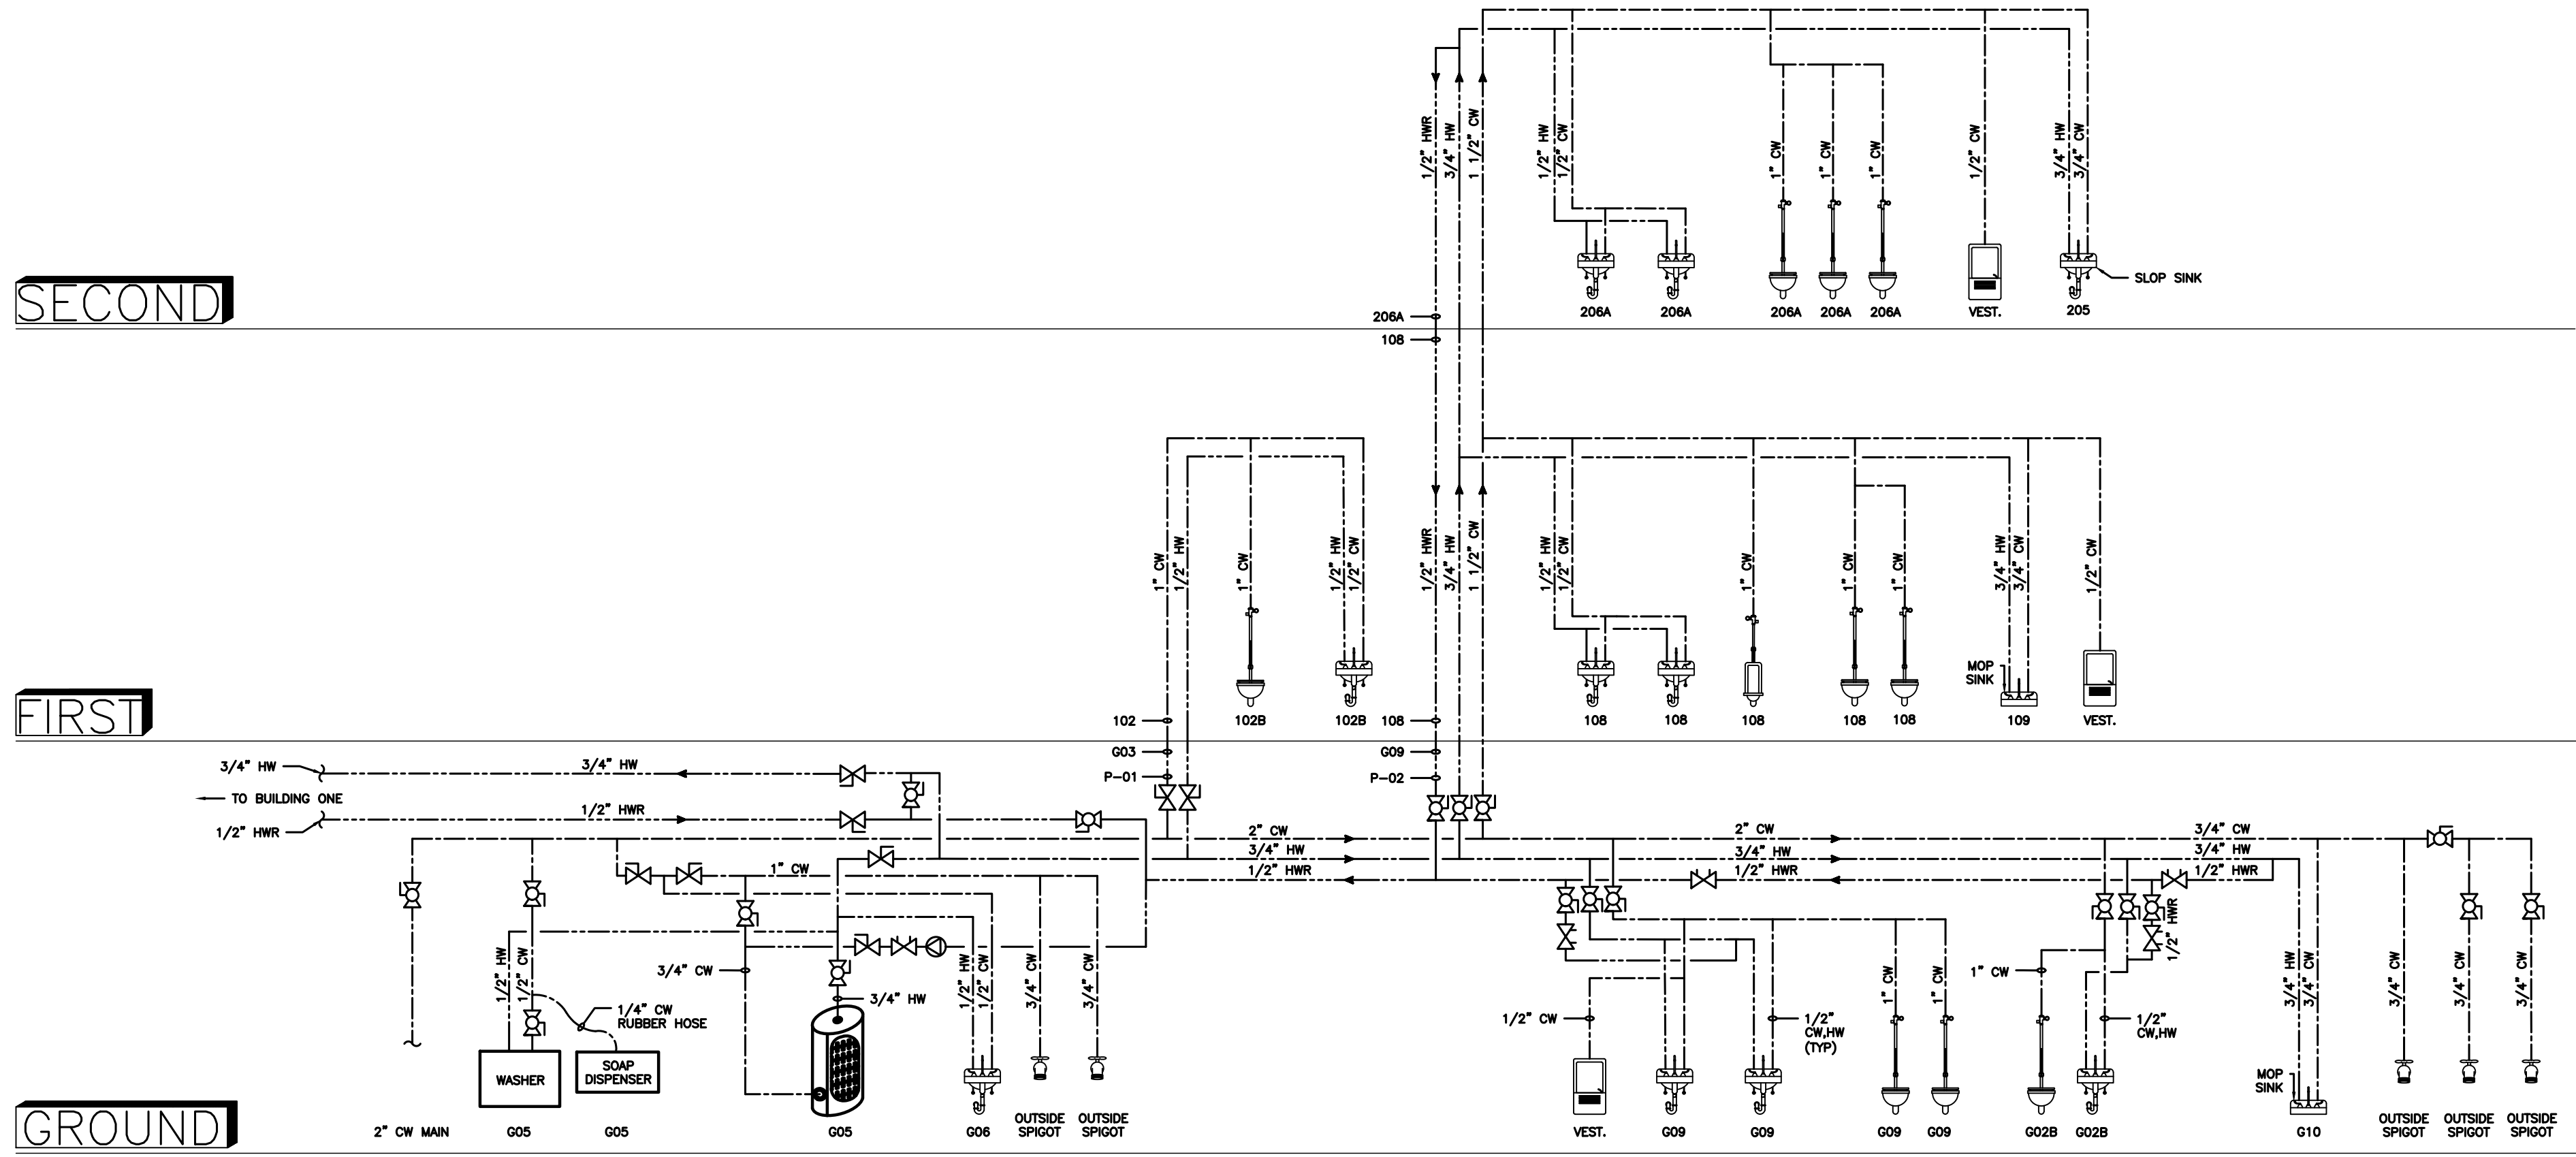 1/2" HWR
3/4" HW
1 1/2" CW
1/2" HW
1/2" CW
1" CW
1" CW
1" CW
1/2" CW
3/4" HW
3/4" CW
SLOP SINK
SECOND
206A
206A
206A
206A
206A
VEST.
205
206A
108
1" CW
1/2" HW
1" CW
1/2" HW
1/2" CW
1/2" HWR
3/4" HW
1 1/2" CW
1/2" HW
1/2" CW
1" CW
1" CW
1" CW
3/4" HW
3/4" CW
1/2" CW
MOP
SINK
FIRST
102
102B
102B
108
108
108
108
108
108
109
VEST.
G03
G09
P-01
P-02
3/4" HW
3/4" HW
TO BUILDING ONE
1/2" HWR
1/2" HWR
2" CW
2" CW
3/4" CW
3/4" HW
3/4" HW
3/4" HW
1/2" HWR
1/2" HWR
1/2" HWR
1" CW
1/2" HWR
1/2" HW
1/2" CW
3/4" CW
3/4" HW
1/4" CW
RUBBER HOSE
1/2" HW
1/2" CW
3/4" CW
3/4" CW
1/2" CW
1/2"
CW,HW
(TYP)
1" CW
1" CW
1" CW
1/2"
CW,HW
3/4" HW
3/4" CW
3/4" CW
3/4" CW
3/4" CW
WASHER
SOAP
DISPENSER
MOP
SINK
GROUND
2" CW MAIN
G05
G05
G05
G06
OUTSIDE
SPIGOT
OUTSIDE
SPIGOT
VEST.
G09
G09
G09
G09
G02B
G02B
G10
OUTSIDE
SPIGOT
OUTSIDE
SPIGOT
OUTSIDE
SPIGOT